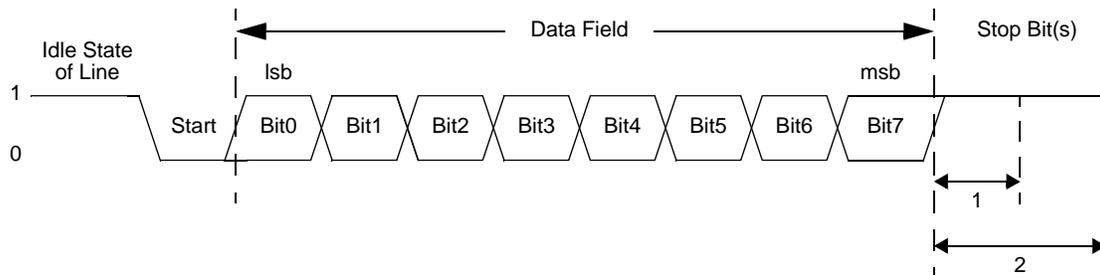 Data Field
Stop Bit(s)
Idle State
of Line
lsb
msb
1
Start
Bit0
Bit1
Bit2
Bit3
Bit4
Bit5
Bit6
Bit7
0
1
2